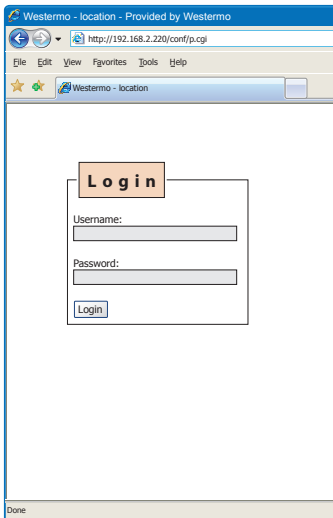 Westermo - location - Provided by Westermo
http://192.168.2.220/conf/p.cgi
File Edit View Favorites Tools Help
Westermo - location
Login
Username:
Password:
Login
Done